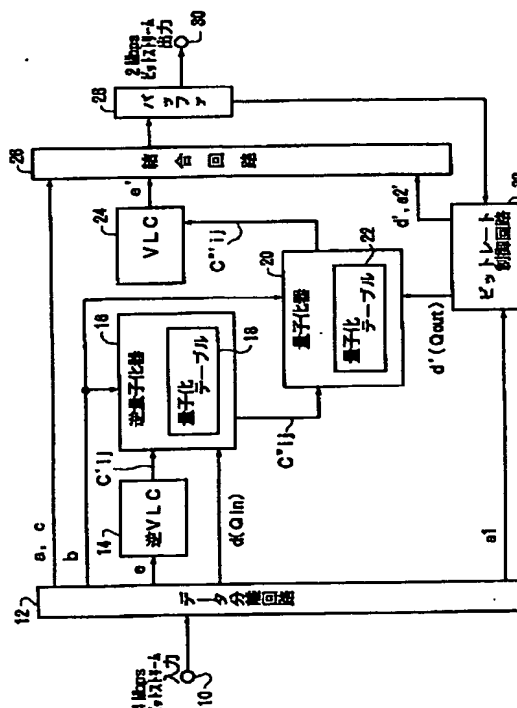 Mbps
ビットストリーム
入力
10
12
データ分離回路
a, c
b
e
14
逆VLC
C'ij
d(Qin)
a1
逆量子化器
18
量子化
テーブル
C"ij
20
量子化器
22
量子化
テーブル
C"'ij
d'(Qout)
24
VLC
e'
26
結合回路
d', a2'
ビットレート
制御回路
28
バッファ
2 Mbps
ビットストリーム
出力
30